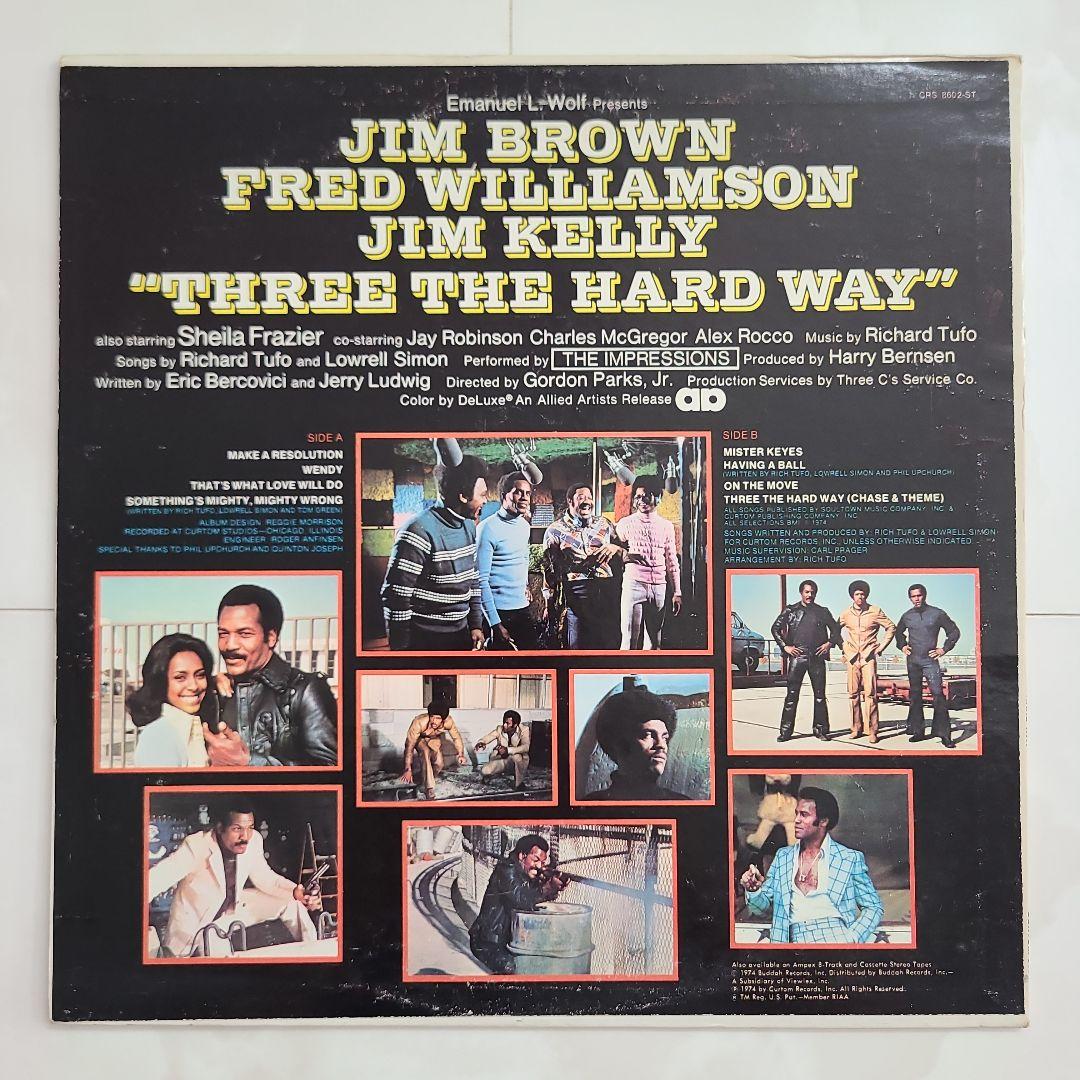 Emanuel L. Wolf Presents
CRS 8602-ST
JIM BROWN
FRED WILLIAMSON
JIM KELLY
"THREE THE HARD WAY"
also starring Sheila Frazier co-starring Jay Robinson Charles McGregor Alex Rocco Music by Richard Tufo
Songs by Richard Tufo and Lowrell Simon Performed by THE IMPRESSIONS Produced by Harry Bernsen
Written by Eric Bercovici and Jerry Ludwig Directed by Gordon Parks, Jr. Production Services by Three C's Service Co.
Color by DeLuxe® An Allied Artists Release
SIDE A
MAKE A RESOLUTION
WENDY
THAT'S WHAT LOVE WILL DO
SOMETHING'S MIGHTY, MIGHTY WRONG
(WRITTEN BY RICH TUFO, LOWRELL SIMON AND TOM GREEN)
ALBUM DESIGN: REGGIE MORRISON
RECORDED AT CURTOM STUDIOS—CHICAGO, ILLINOIS
ENGINEER: ROGER ANFINSEN
SPECIAL THANKS TO PHIL UPCHURCH AND QUINTON JOSEPH
SIDE B
MISTER KEYES
HAVING A BALL
(WRITTEN BY RICH TUFO, LOWRELL SIMON AND PHIL UPCHURCH)
ON THE MOVE
THREE THE HARD WAY (CHASE & THEME)
ALL SONGS PUBLISHED BY SOULTOWN MUSIC COMPANY, INC. &
CURTOM PUBLISHING COMPANY, INC.
ALL SELECTIONS BMI © 1974
SONGS WRITTEN AND PRODUCED BY: RICH TUFO & LOWRELL SIMON
FOR CURTOM RECORDS, INC., UNLESS OTHERWISE INDICATED.
MUSIC SUPERVISION: CARL PRAGER
ARRANGEMENT BY: RICH TUFO
Also available on Ampex 8-Track and Cassette Stereo Tapes
© 1974 Buddah Records, Inc. Distributed by Buddah Records, Inc.—
A Subsidiary of Viewlex, Inc.
℗ 1974 by Curtom Records, Inc. All Rights Reserved.
® TM Reg. U.S. Pat.—Member RIAA